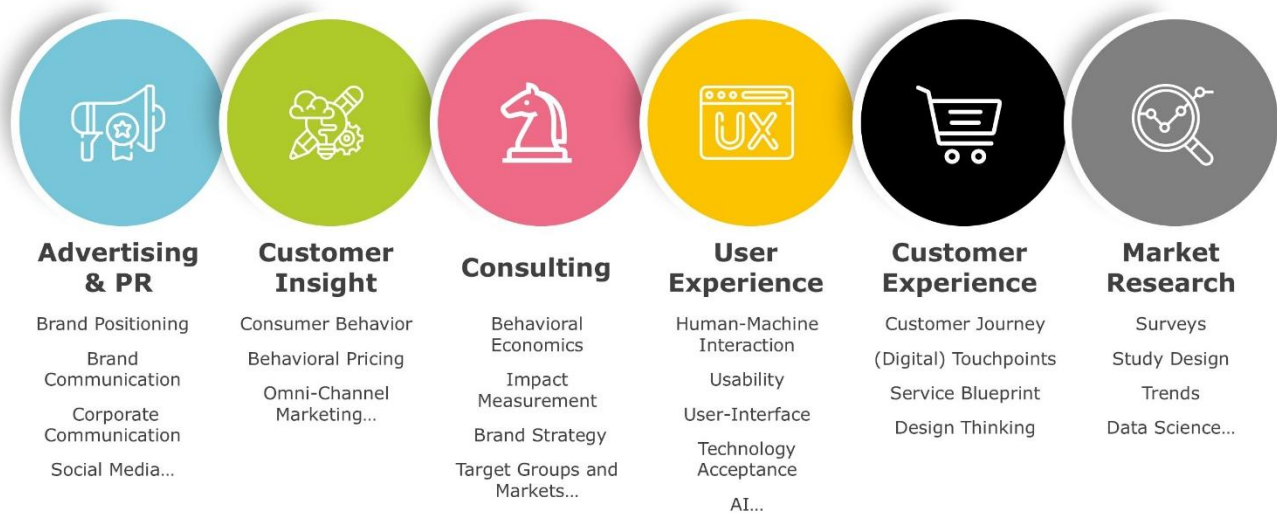 UX
Advertising
& PR
Brand Positioning
Brand
Communication
Corporate
Communication
Social Media...
Customer
Insight
Consumer Behavior
Behavioral Pricing
Omni-Channel
Marketing...
Consulting
Behavioral
Economics
Impact
Measurement
Brand Strategy
Target Groups and
Markets...
User
Experience
Human-Machine
Interaction
Usability
User-Interface
Technology
Acceptance
AI...
Customer
Experience
Customer Journey
(Digital) Touchpoints
Service Blueprint
Design Thinking
Market
Research
Surveys
Study Design
Trends
Data Science...